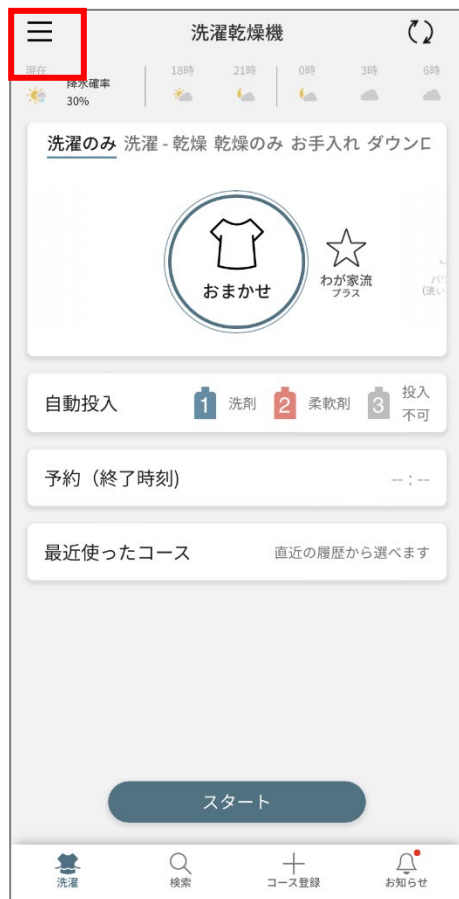 洗濯乾燥機
現在 18時 21時 0時 3時 6時
降水確率
30%
洗濯のみ 洗濯 - 乾燥 乾燥のみ お手入れ ダウンロ
おまかせ
わが家流
プラス
(洗い
自動投入 1 洗剤 2 柔軟剤 3 投入
不可
予約（終了時刻) -- : --
最近使ったコース 直近の履歴から選べます
スタート
洗濯 検索 コース登録 お知らせ